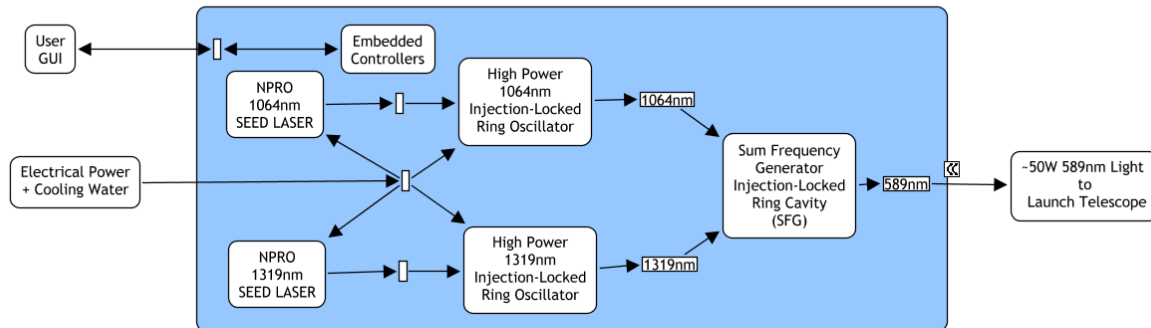 User
GUI
Embedded
Controllers
NPRO
1064nm
SEED LASER
High Power
1064nm
Injection-Locked
Ring Oscillator
1064nm
Electrical Power
+ Cooling Water
Sum Frequency
Generator
Injection-Locked
Ring Cavity
(SFG)
589nm
~50W 589nm Light
to
Launch Telescope
NPRO
1319nm
SEED LASER
High Power
1319nm
Injection-Locked
Ring Oscillator
1319nm